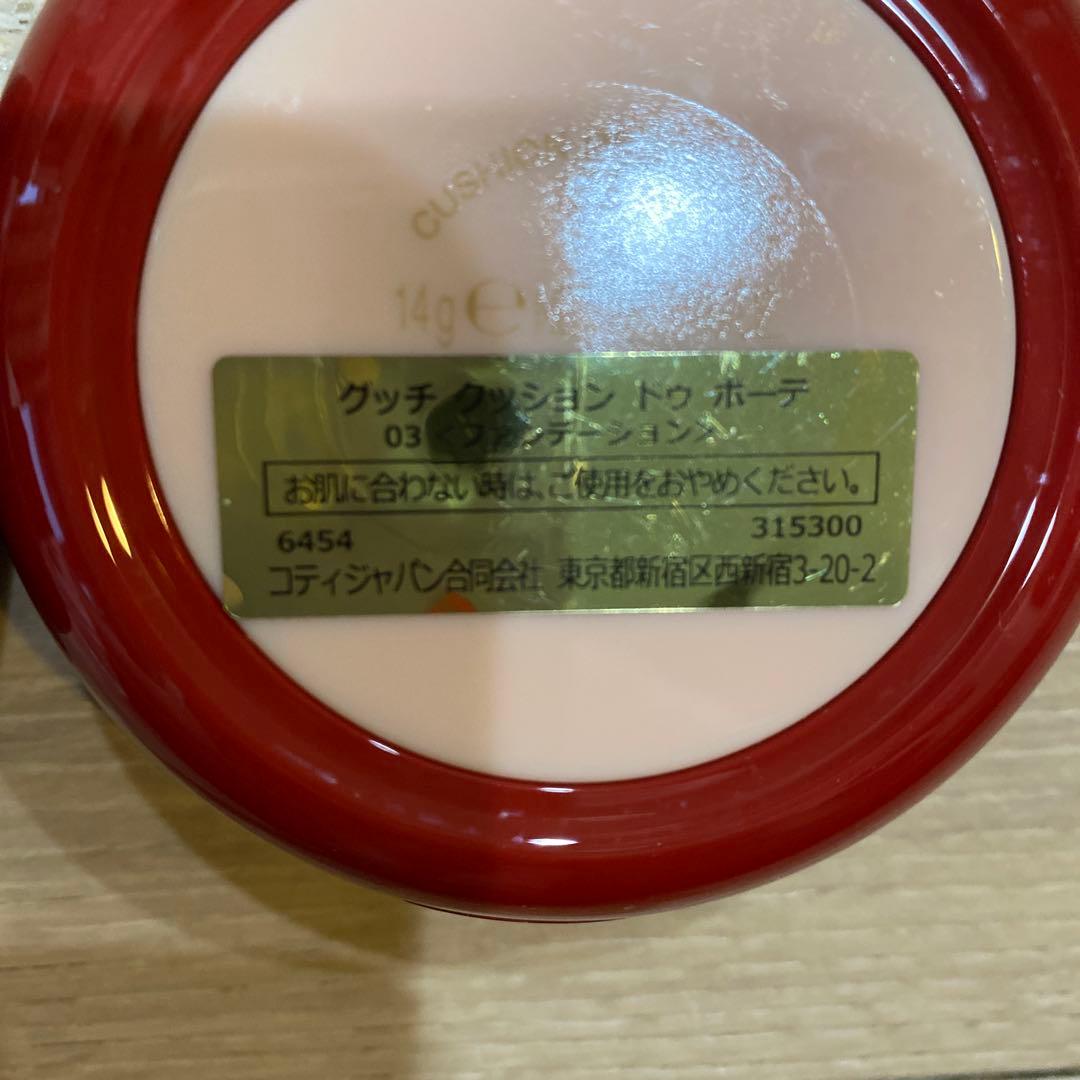 CUSHION
14g e
グッチ クッション ドゥ ボーテ
03 <ファンデーション>
お肌に合わない時は、ご使用をおやめください。
6454 315300
コティジャパン合同会社 東京都新宿区西新宿3-20-2